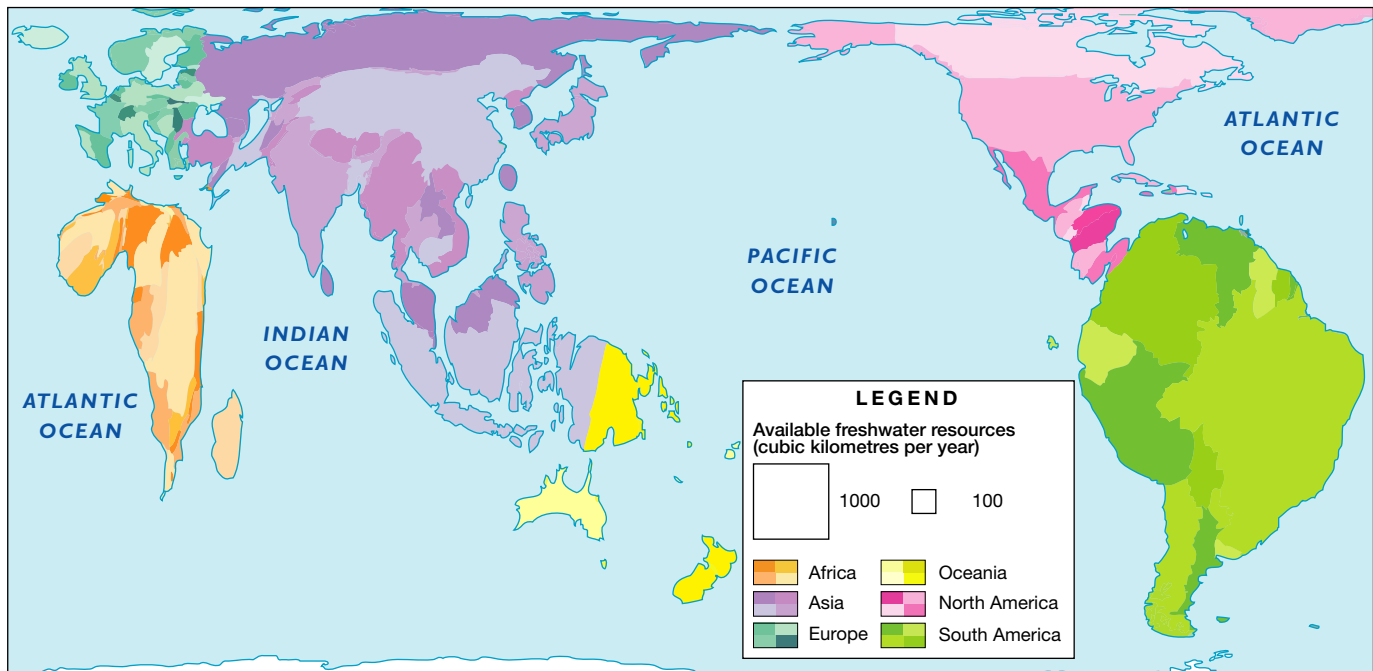 ATLANTIC
OCEAN
PACIFIC
OCEAN
INDIAN
OCEAN
ATLANTIC
OCEAN
LEGEND
Available freshwater resources
(cubic kilometres per year)
1000 100
Africa Oceania
Asia North America
Europe South America